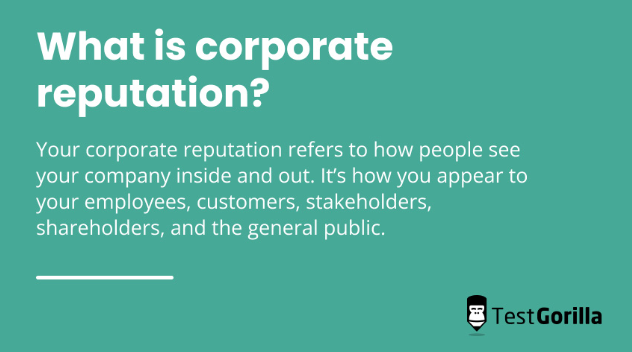 What is corporate
reputation?
Your corporate reputation refers to how people see
your company inside and out. It’s how you appear to
your employees, customers, stakeholders,
shareholders, and the general public.
TestGorilla